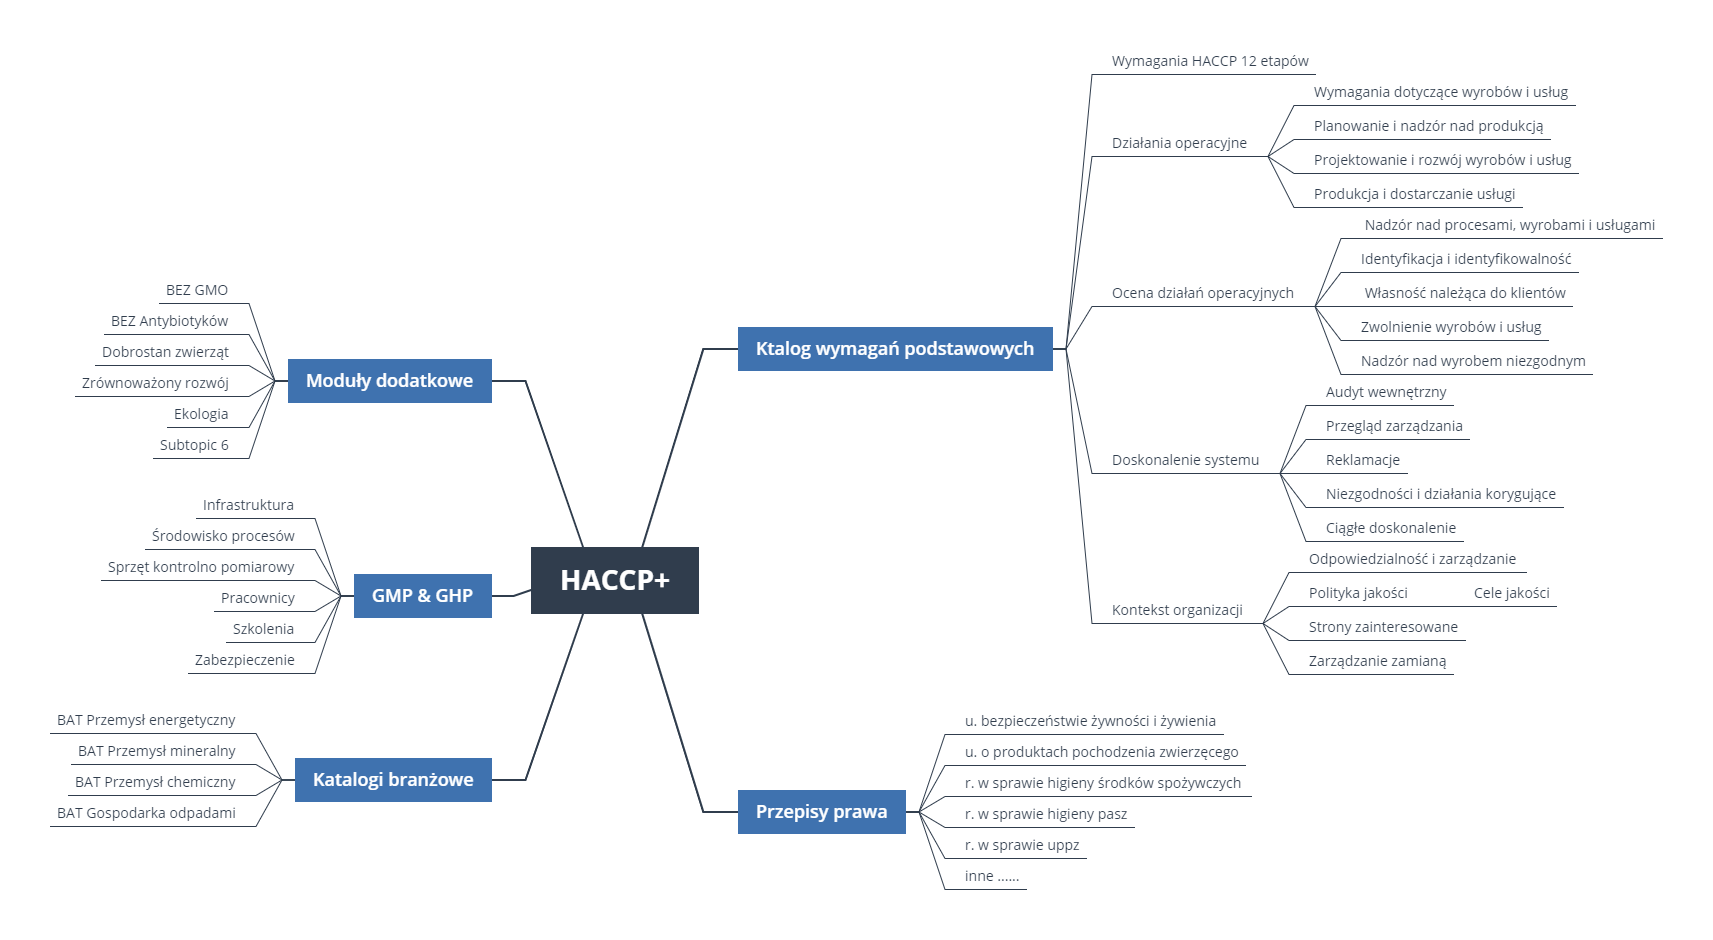 HACCP+
Ktalog wymagań podstawowych
Wymagania HACCP 12 etapów
Działania operacyjne
Wymagania dotyczące wyrobów i usług
Planowanie i nadzór nad produkcją
Projektowanie i rozwój wyrobów i usług
Produkcja i dostarczanie usługi
Ocena działań operacyjnych
Nadzór nad procesami, wyrobami i usługami
Identyfikacja i identyfikowalność
Własność należąca do klientów
Zwolnienie wyrobów i usług
Nadzór nad wyrobem niezgodnym
Doskonalenie systemu
Audyt wewnętrzny
Przegląd zarządzania
Reklamacje
Niezgodności i działania korygujące
Ciągłe doskonalenie
Kontekst organizacji
Odpowiedzialność i zarządzanie
Polityka jakości
Cele jakości
Strony zainteresowane
Zarządzanie zamianą
Przepisy prawa
u. bezpieczeństwie żywności i żywienia
u. o produktach pochodzenia zwierzęcego
r. w sprawie higieny środków spożywczych
r. w sprawie higieny pasz
r. w sprawie uppz
inne ......
Moduły dodatkowe
BEZ GMO
BEZ Antybiotyków
Dobrostan zwierząt
Zrównoważony rozwój
Ekologia
Subtopic 6
GMP & GHP
Infrastruktura
Środowisko procesów
Sprzęt kontrolno pomiarowy
Pracownicy
Szkolenia
Zabezpieczenie
Katalogi branżowe
BAT Przemysł energetyczny
BAT Przemysł mineralny
BAT Przemysł chemiczny
BAT Gospodarka odpadami